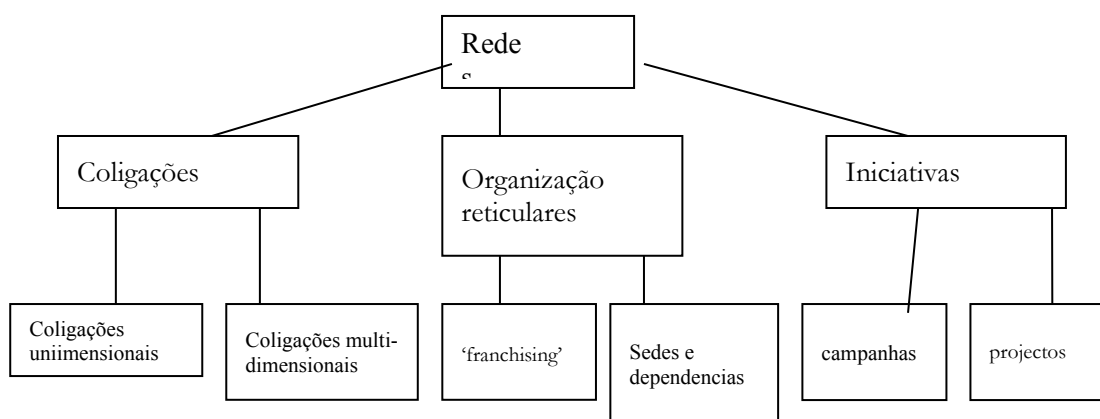 Rede
s
Coligações
Organização
reticulares
Iniciativas
Coligações
uniimensionais
Coligações multi-
dimensionais
‘franchising’
Sedes e
dependencias
campanhas
projectos